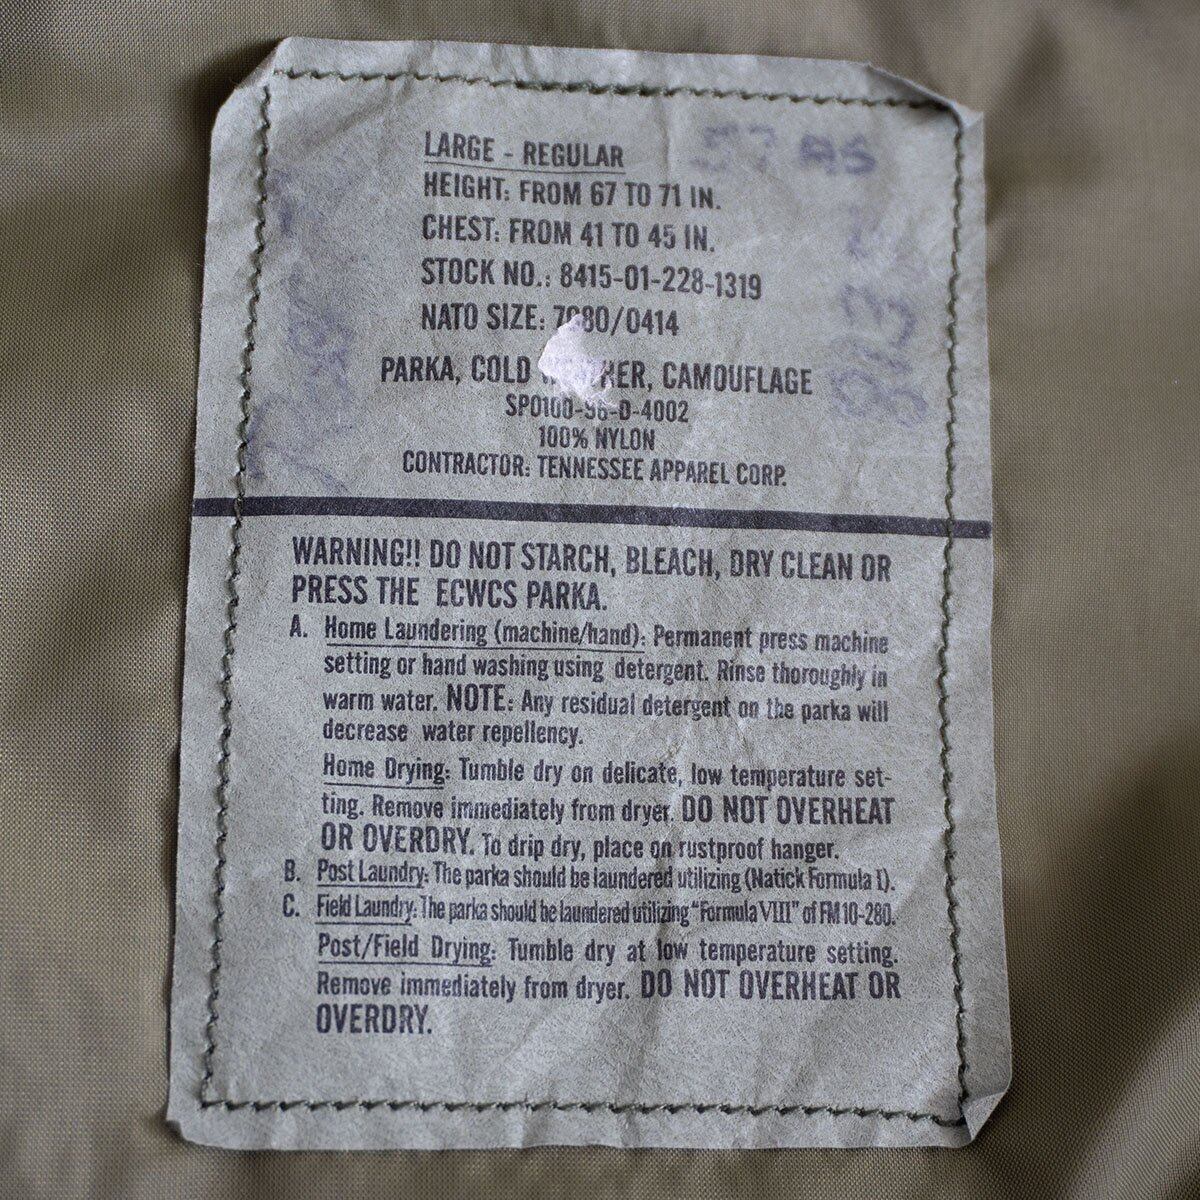 LARGE - REGULAR
HEIGHT: FROM 67 TO 71 IN.
CHEST: FROM 41 TO 45 IN.
STOCK NO.: 8415-01-228-1319
NATO SIZE: 7080/0414
PARKA, COLD CAMOUFLAGE
SPO100-96-D-4002
100% NYLON
CONTRACTOR: TENNESSEE APPAREL CORP.
WARNING!! DO NOT STARCH, BLEACH, DRY CLEAN OR
PRESS THE ECWCS PARKA.
A. Home Laundering (machine/hand): Permanent press machine
setting or hand washing using detergent. Rinse thoroughly in
warm water. NOTE: Any residual detergent on the parka will
decrease water repellency.
Home Drying: Tumble dry on delicate, low temperature set-
ting. Remove immediately from dryer. DO NOT OVERHEAT
OR OVERDRY. To drip dry, place on rustproof hanger.
B. Post Laundry: The parka should be laundered utilizing (Natick Formula I).
C. Field Laundry: The parka should be laundered utilizing "Formula VIII" of FM 10-280.
Post/Field Drying: Tumble dry at low temperature setting.
Remove immediately from dryer. DO NOT OVERHEAT OR
OVERDRY.